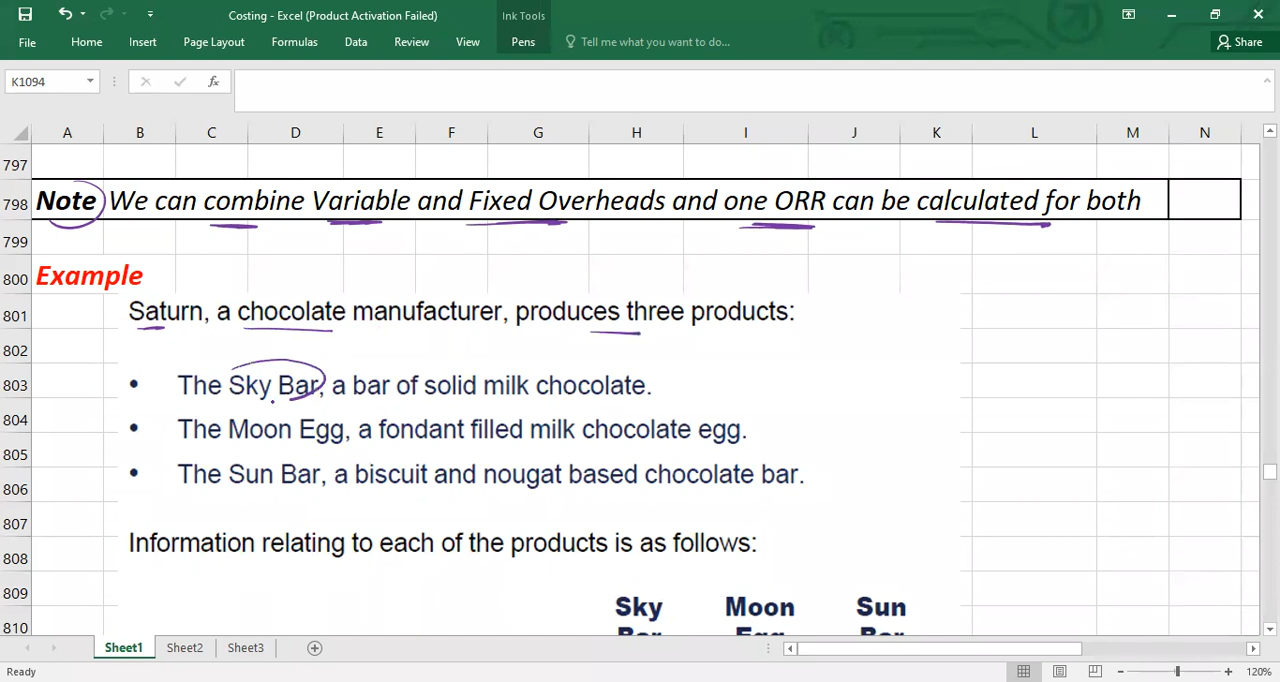 Costing - Excel (Product Activation Failed)
Ink Tools
File Home Insert Page Layout Formulas Data Review View Pens Tell me what you want to do... Share
K1094 fx
A B C D E F G H I J K L M N
797
798 Note We can combine Variable and Fixed Overheads and one ORR can be calculated for both
799
800 Example
801 Saturn, a chocolate manufacturer, produces three products:
802
803 • The Sky Bar, a bar of solid milk chocolate.
804 • The Moon Egg, a fondant filled milk chocolate egg.
805
806 • The Sun Bar, a biscuit and nougat based chocolate bar.
807
808 Information relating to each of the products is as follows:
809 Sky Moon Sun
810 Bar Egg Bar
Sheet1 Sheet2 Sheet3
Ready 120%